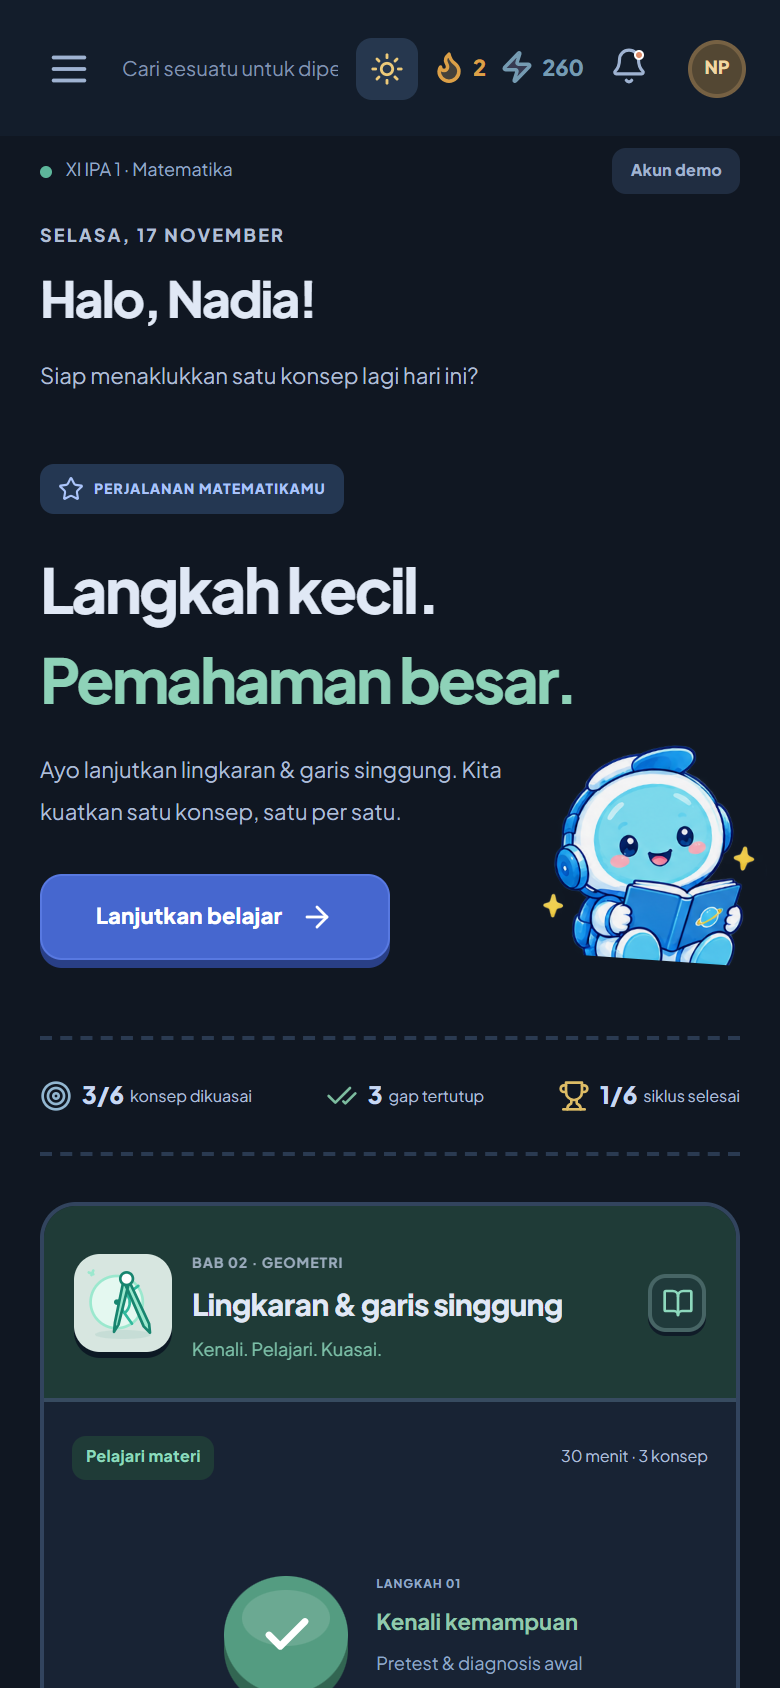 Cari sesuatu untuk dipe
2
260
NP
XI IPA 1 · Matematika
Akun demo
SELASA, 17 NOVEMBER
Halo, Nadia!
Siap menaklukkan satu konsep lagi hari ini?
PERJALANAN MATEMATIKAMU
Langkah kecil.
Pemahaman besar.
Ayo lanjutkan lingkaran & garis singgung. Kita
kuatkan satu konsep, satu per satu.
Lanjutkan belajar
3/6 konsep dikuasai
3 gap tertutup
1/6 siklus selesai
BAB 02 · GEOMETRI
Lingkaran & garis singgung
Kenali. Pelajari. Kuasai.
Pelajari materi
30 menit · 3 konsep
LANGKAH 01
Kenali kemampuan
Pretest & diagnosis awal